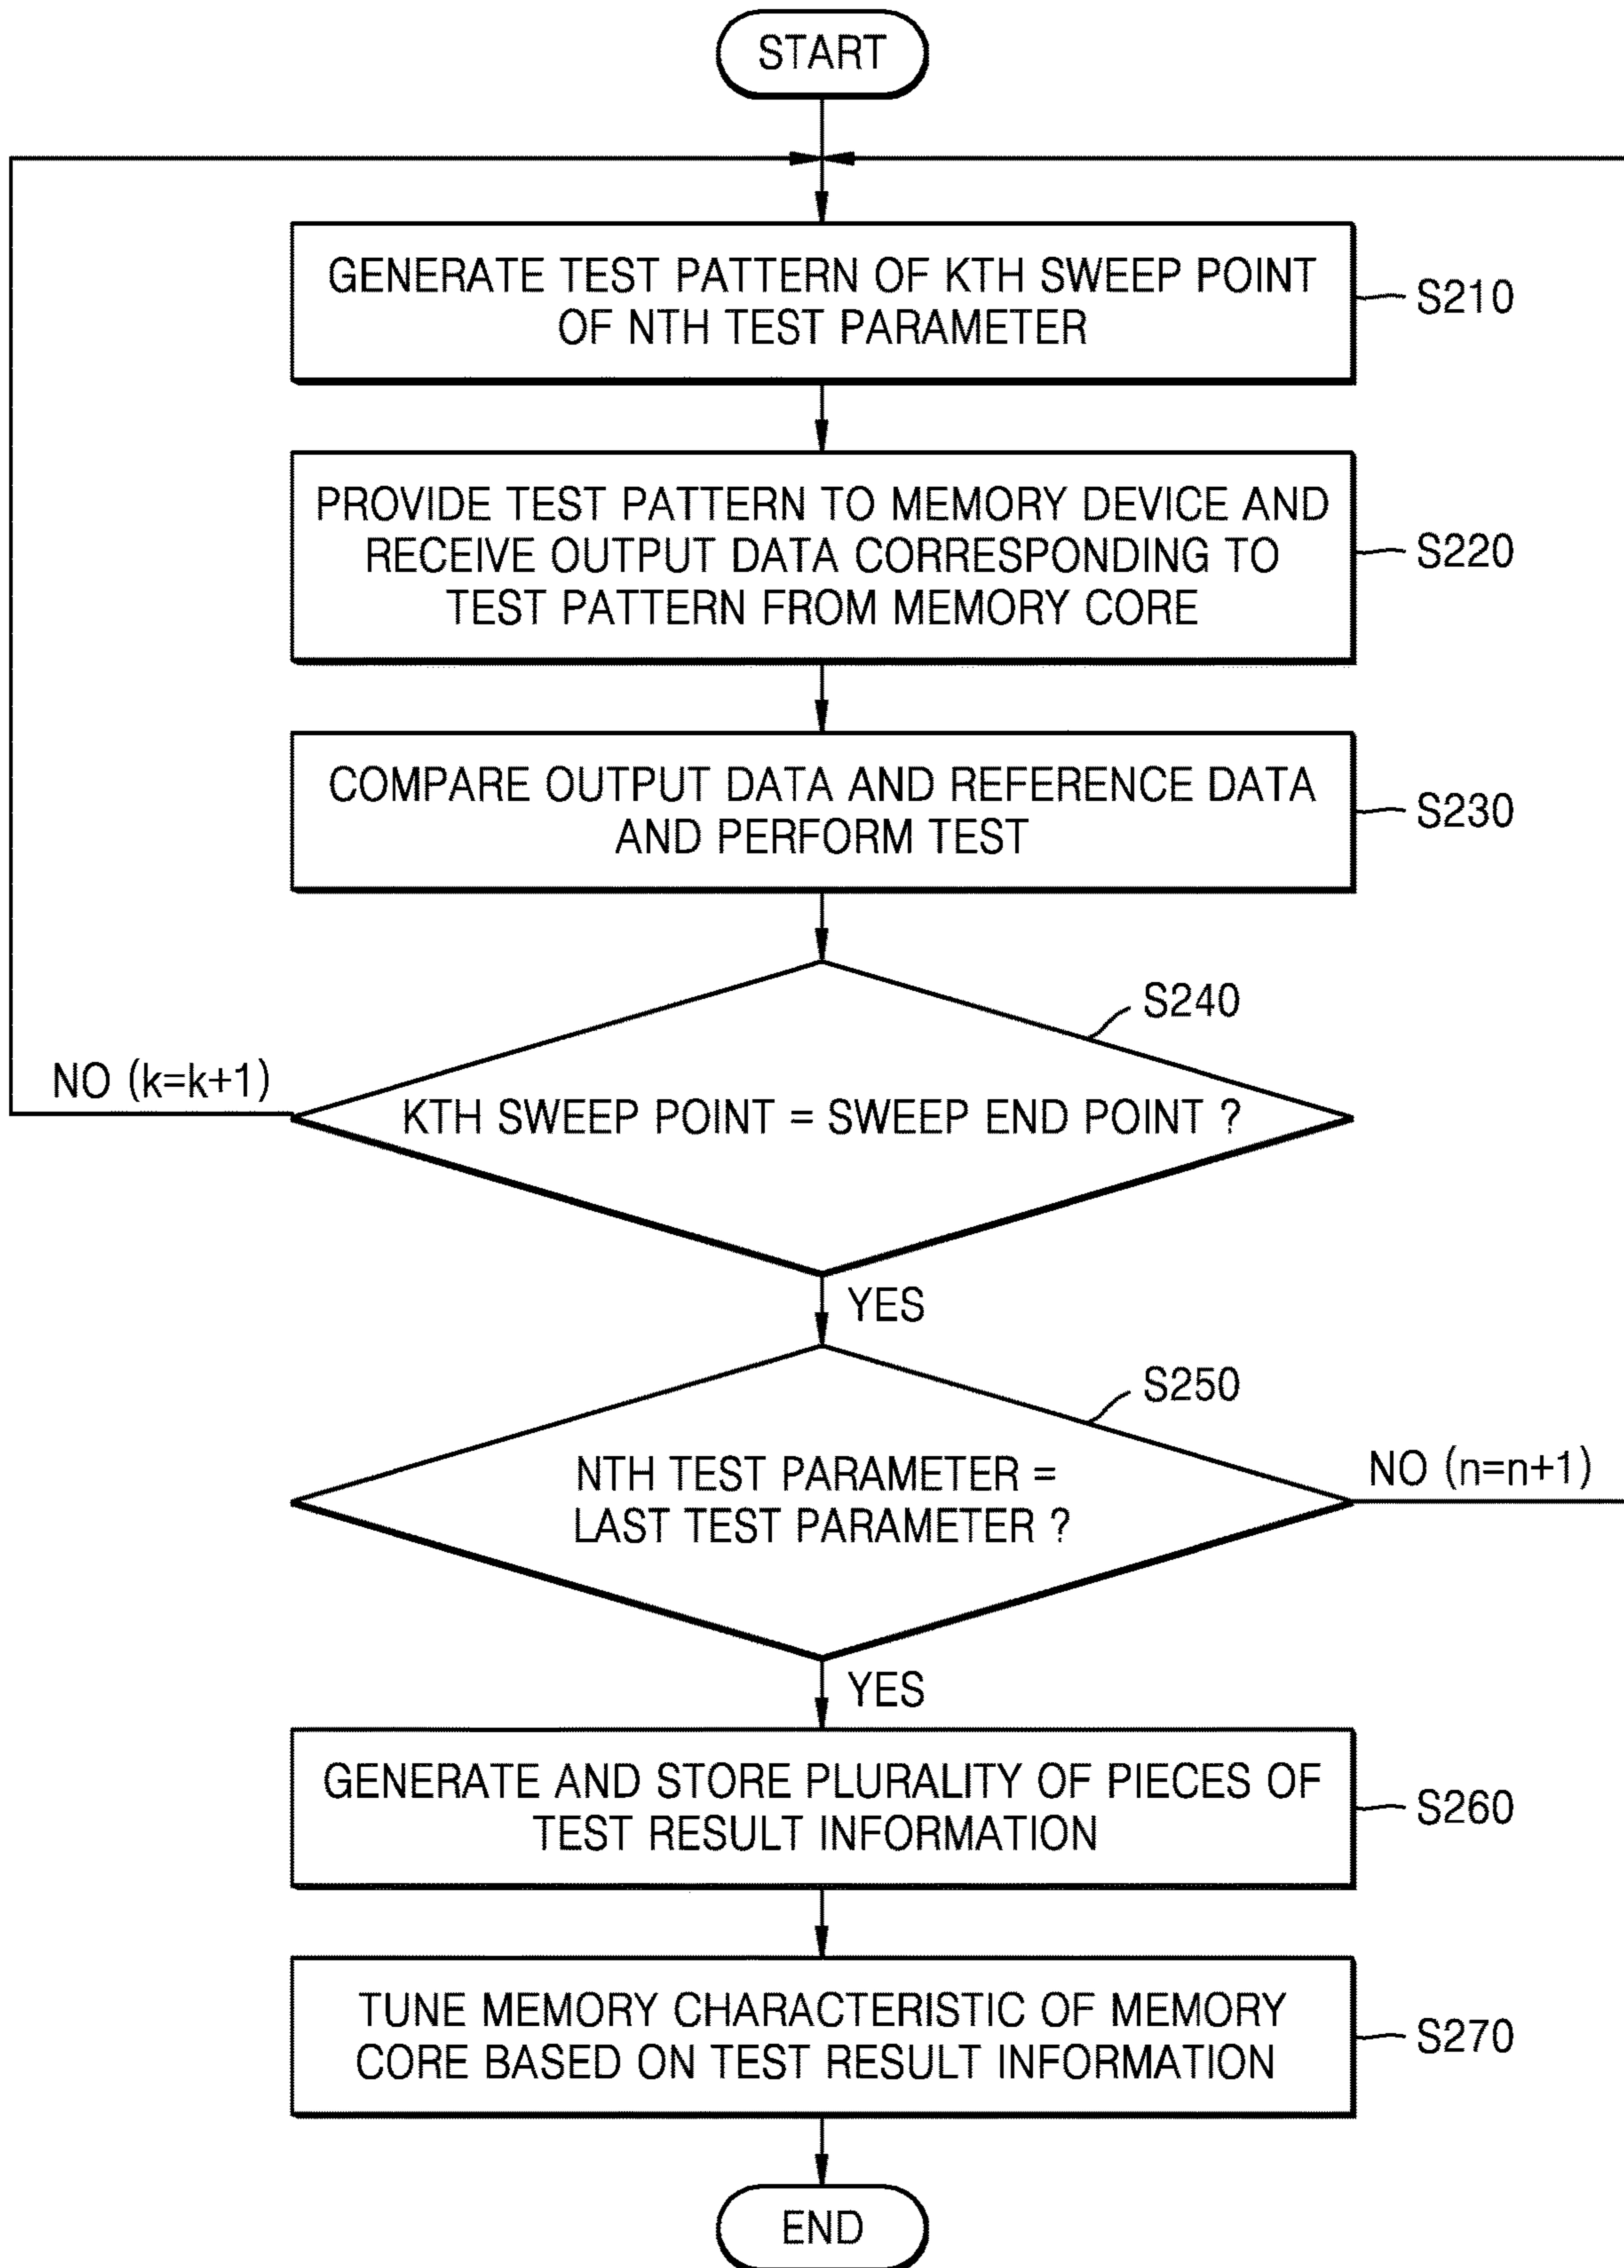 START
GENERATE TEST PATTERN OF KTH SWEEP POINT
OF NTH TEST PARAMETER
S210
PROVIDE TEST PATTERN TO MEMORY DEVICE AND
RECEIVE OUTPUT DATA CORRESPONDING TO
TEST PATTERN FROM MEMORY CORE
S220
COMPARE OUTPUT DATA AND REFERENCE DATA
AND PERFORM TEST
S230
S240
NO (k=k+1)
KTH SWEEP POINT = SWEEP END POINT ?
YES
S250
NTH TEST PARAMETER =
LAST TEST PARAMETER ?
NO (n=n+1)
YES
GENERATE AND STORE PLURALITY OF PIECES OF
TEST RESULT INFORMATION
S260
TUNE MEMORY CHARACTERISTIC OF MEMORY
CORE BASED ON TEST RESULT INFORMATION
S270
END